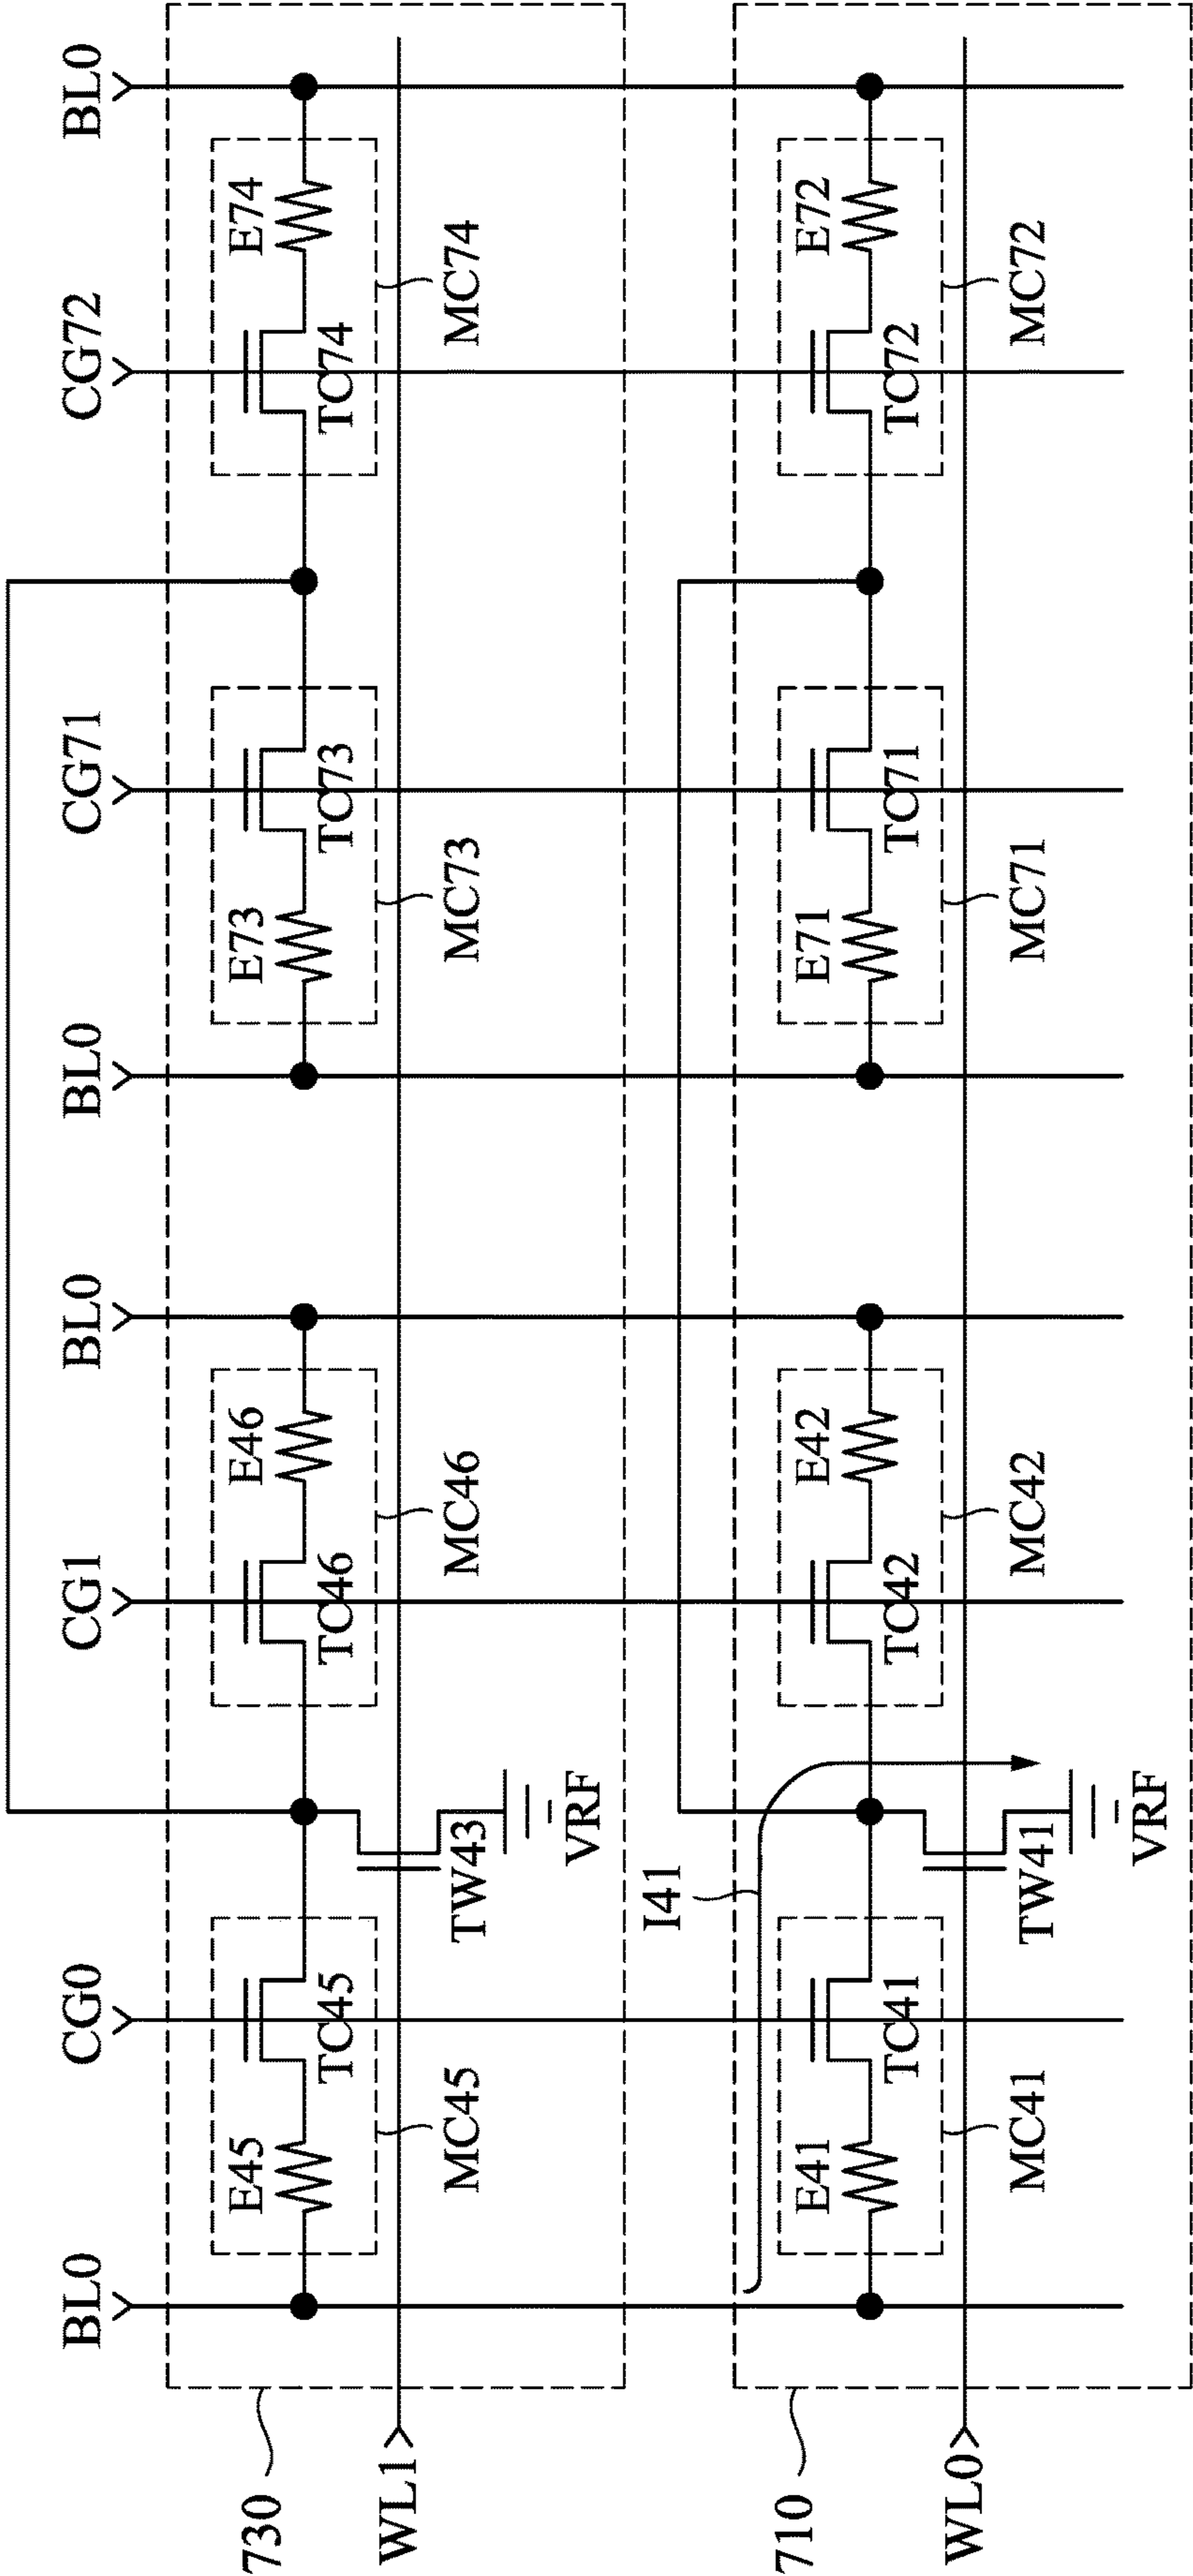 BL0
CG0
CG1
BL0
BL0
CG71
CG72
BL0
730
E45
TC45
MC45
TW43
VRF
TC46
E46
MC46
E73
TC73
MC73
TC74
E74
MC74
WL1
I41
710
E41
TC41
MC41
TW41
VRF
TC42
E42
MC42
E71
TC71
MC71
TC72
E72
MC72
WL0